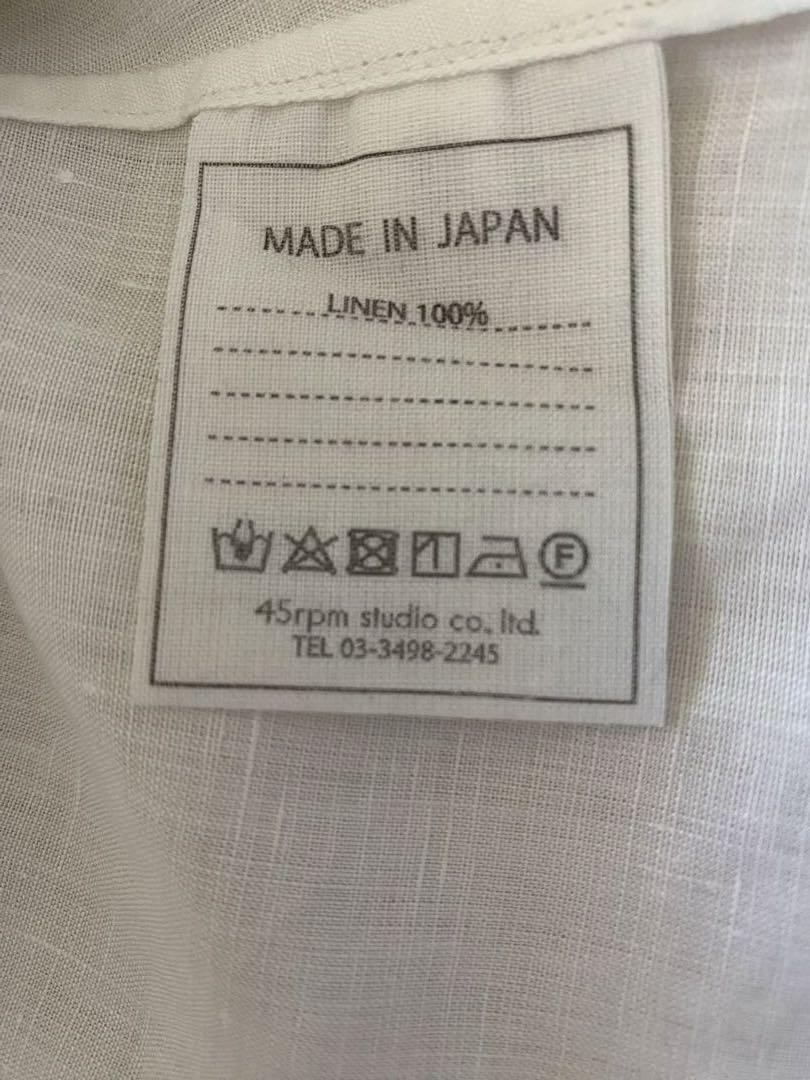 MADE IN JAPAN
LINEN 100%
F
45rpm studio co., ltd.
TEL 03-3498-2245